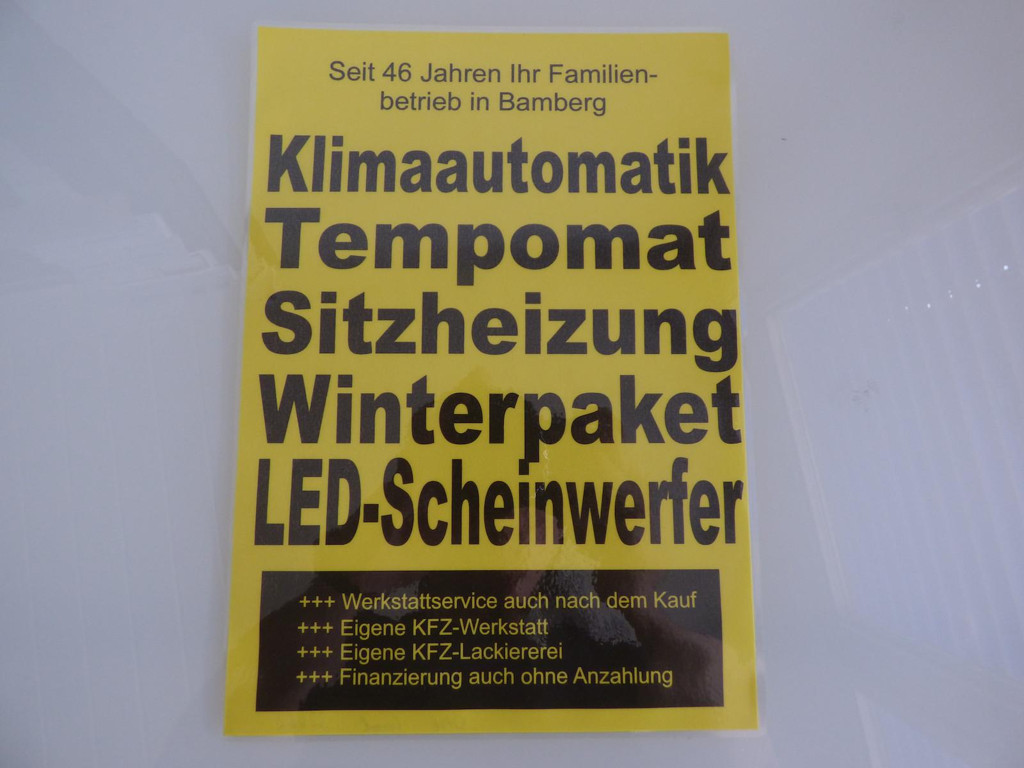 Seit 46 Jahren Ihr Familien-
betrieb in Bamberg
Klimaautomatik
Tempomat
Sitzheizung
Winterpaket
LED-Scheinwerfer
+++ Werkstattservice auch nach dem Kauf
+++ Eigene KFZ-Werkstatt
+++ Eigene KFZ-Lackiererei
+++ Finanzierung auch ohne Anzahlung